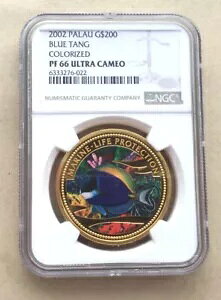 2002 PALAU G$200
BLUE TANG
COLORIZED
PF 66 ULTRA CAMEO
6333276-022
NUMISMATIC GUARANTY COMPANY
NGC
MARINE-LIFE PROTECTION